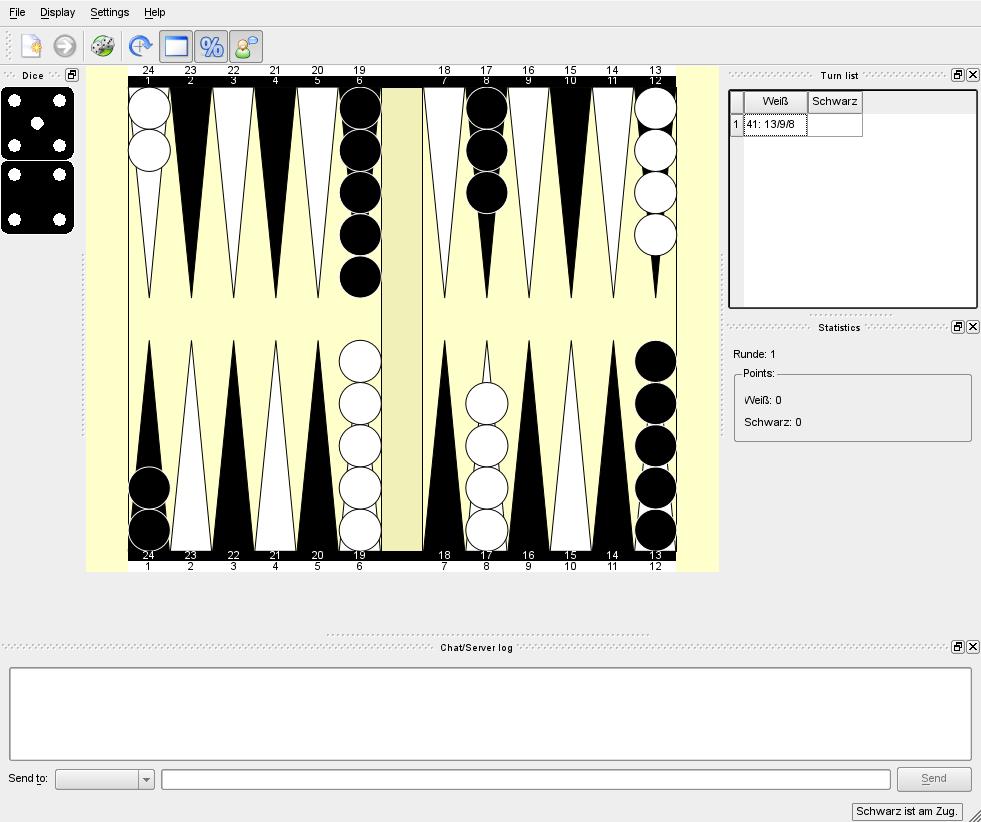 File Display Settings Help
Dice
24 23 22 21 20 19 18 17 16 15 14 13
1 2 3 4 5 6 7 8 9 10 11 12
Turn list
Weiß Schwarz
1 41: 13/9/8
Statistics
Runde: 1
Points:
Weiß: 0
Schwarz: 0
24 23 22 21 20 19 18 17 16 15 14 13
1 2 3 4 5 6 7 8 9 10 11 12
Chat/Server log
Send to: Send
Schwarz ist am Zug.